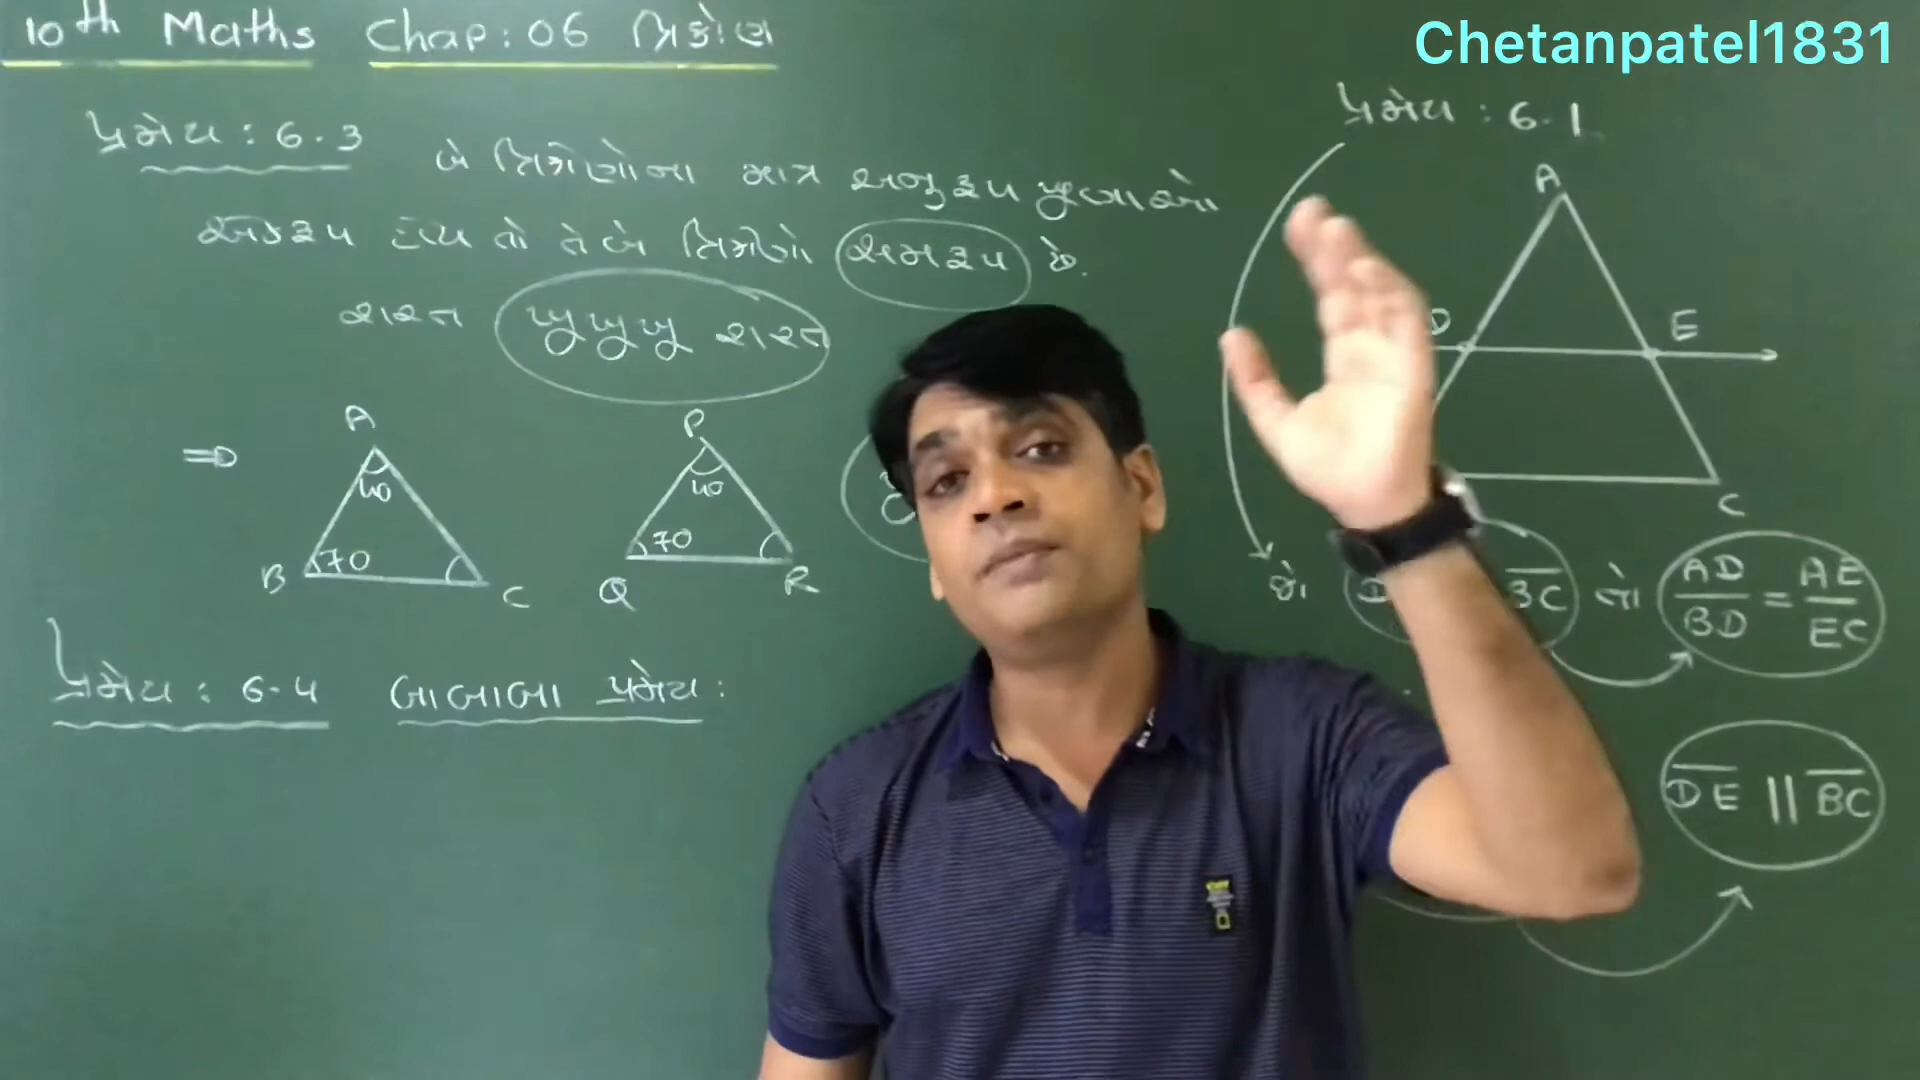 10th Maths Chap: 06 ત્રિકોણ
Chetanpatel1831
પ્રમેય : 6.3
બે ત્રિકોણોના માત્ર અનુરૂપ ખૂણાઓ
એકરૂપ હોય તો તે બે ત્રિકોણો સમરૂપ છે.
શરત ખૂખૂખૂ શરત
⇒
A
40
B
70
C
P
40
70
Q
R
પ્રમેય : 6.4 બાબાબા પ્રમેય :
પ્રમેય : 6.1
A
D
E
C
જો
D
BC તો AD/BD = AE/EC
DE || BC